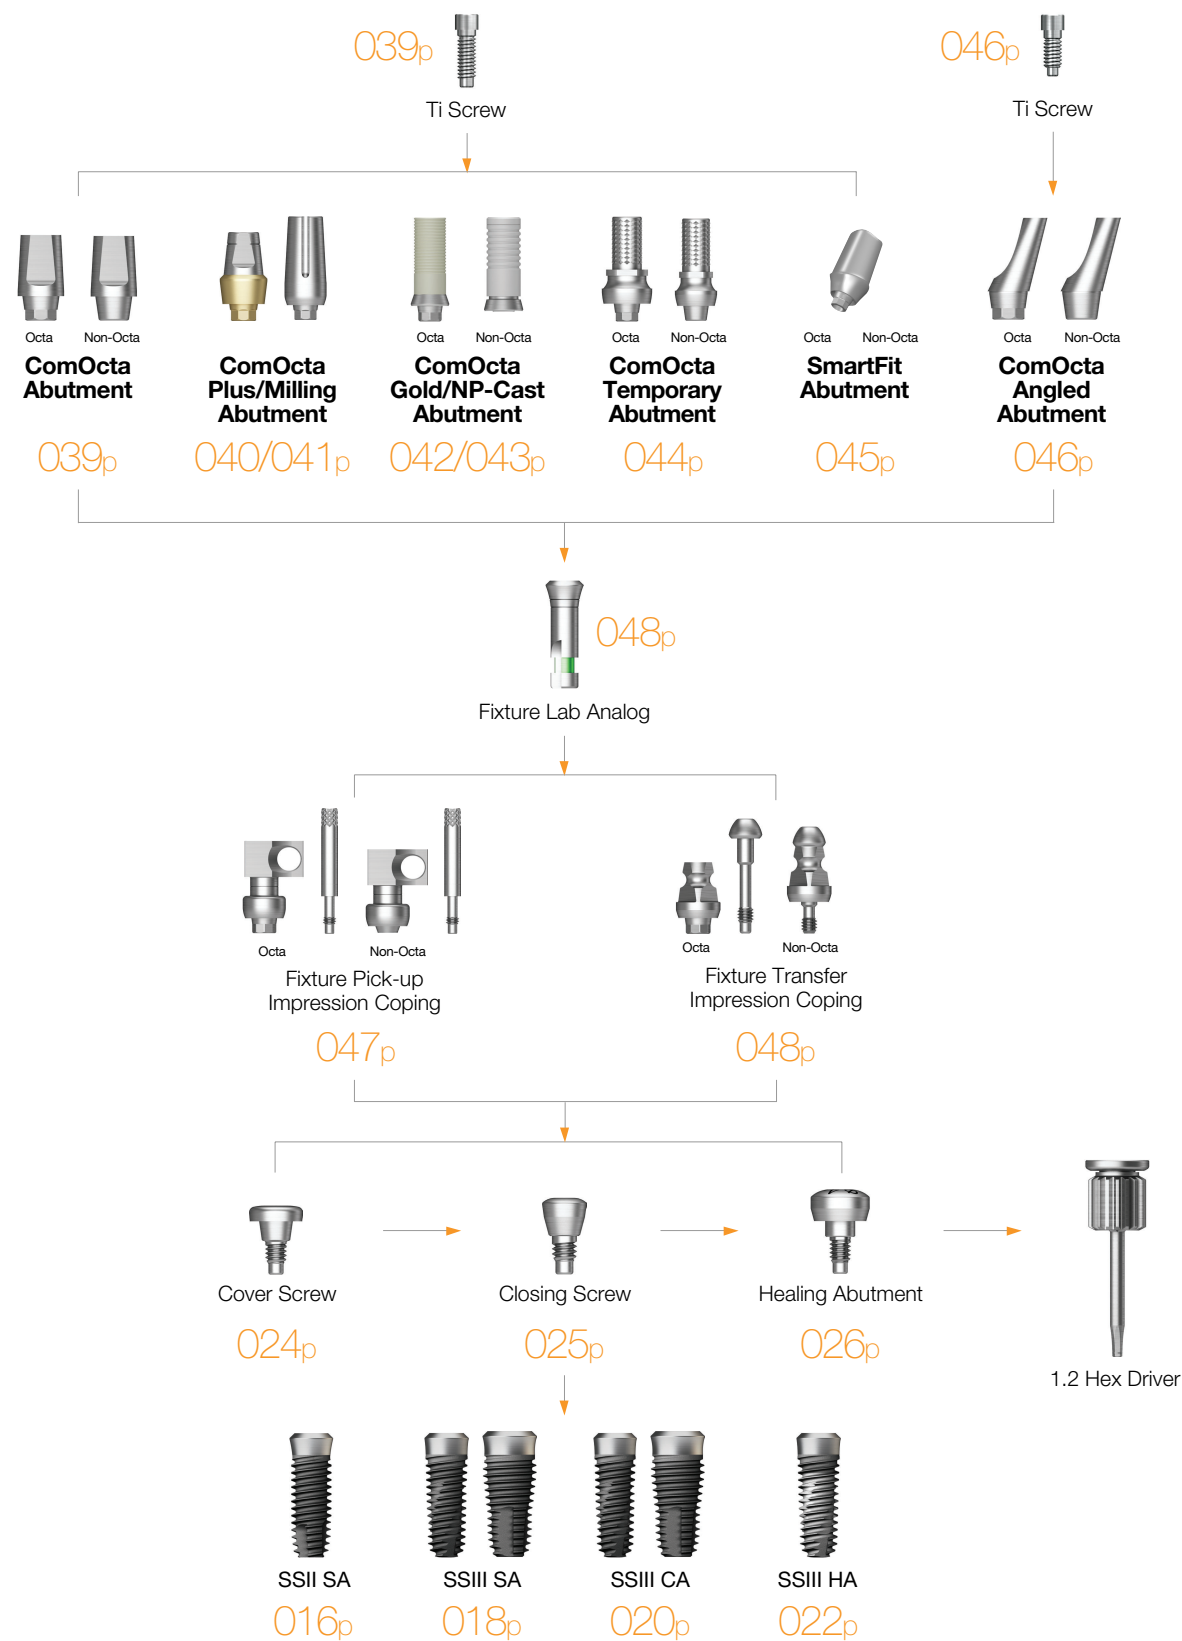 039p
046p
Ti Screw
Ti Screw
Octa
Non-Octa
Octa
Non-Octa
Octa
Non-Octa
Octa
Non-Octa
Octa
Non-Octa
ComOcta
Abutment
ComOcta
Plus/Milling
Abutment
ComOcta
Gold/NP-Cast
Abutment
ComOcta
Temporary
Abutment
SmartFit
Abutment
ComOcta
Angled
Abutment
039p
040/041p
042/043p
044p
045p
046p
048p
Fixture Lab Analog
Octa
Non-Octa
Octa
Non-Octa
Fixture Pick-up
Impression Coping
Fixture Transfer
Impression Coping
047p
048p
Cover Screw
Closing Screw
Healing Abutment
024p
025p
026p
1.2 Hex Driver
SSII SA
SSIII SA
SSIII CA
SSIII HA
016p
018p
020p
022p